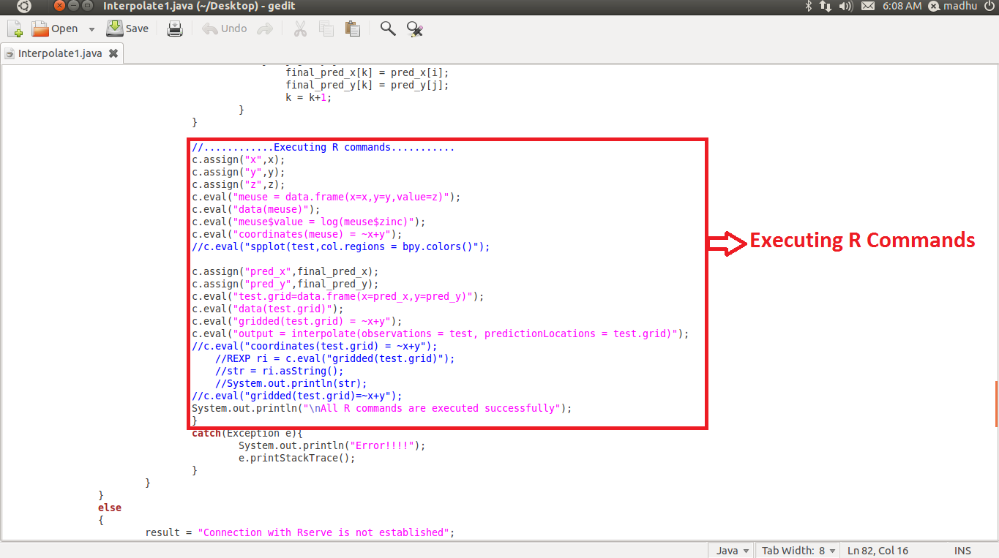 Interpolate1.java (~/Desktop) - gedit
6:08 AM madhu
Open Save Undo
Interpolate1.java
final_pred_x[k] = pred_x[i];
final_pred_y[k] = pred_y[j];
k = k+1;
}
}
//............Executing R commands...........
c.assign("x",x);
c.assign("y",y);
c.assign("z",z);
c.eval("meuse = data.frame(x=x,y=y,value=z)");
c.eval("data(meuse)");
c.eval("meuse$value = log(meuse$zinc)");
c.eval("coordinates(meuse) = ~x+y");
//c.eval("spplot(test,col.regions = bpy.colors()");
c.assign("pred_x",final_pred_x);
c.assign("pred_y",final_pred_y);
c.eval("test.grid=data.frame(x=pred_x,y=pred_y)");
c.eval("data(test.grid)");
c.eval("gridded(test.grid) = ~x+y");
c.eval("output = interpolate(observations = test, predictionLocations = test.grid)");
//c.eval("coordinates(test.grid) = ~x+y");
//REXP ri = c.eval("gridded(test.grid)");
//str = ri.asString();
//System.out.println(str);
//c.eval("gridded(test.grid)=~x+y");
System.out.println("\nAll R commands are executed successfully");
}
catch(Exception e){
System.out.println("Error!!!!");
e.printStackTrace();
}
}
}
else
{
result = "Connection with Rserve is not established";
Executing R Commands
Java Tab Width: 8 Ln 82, Col 16 INS